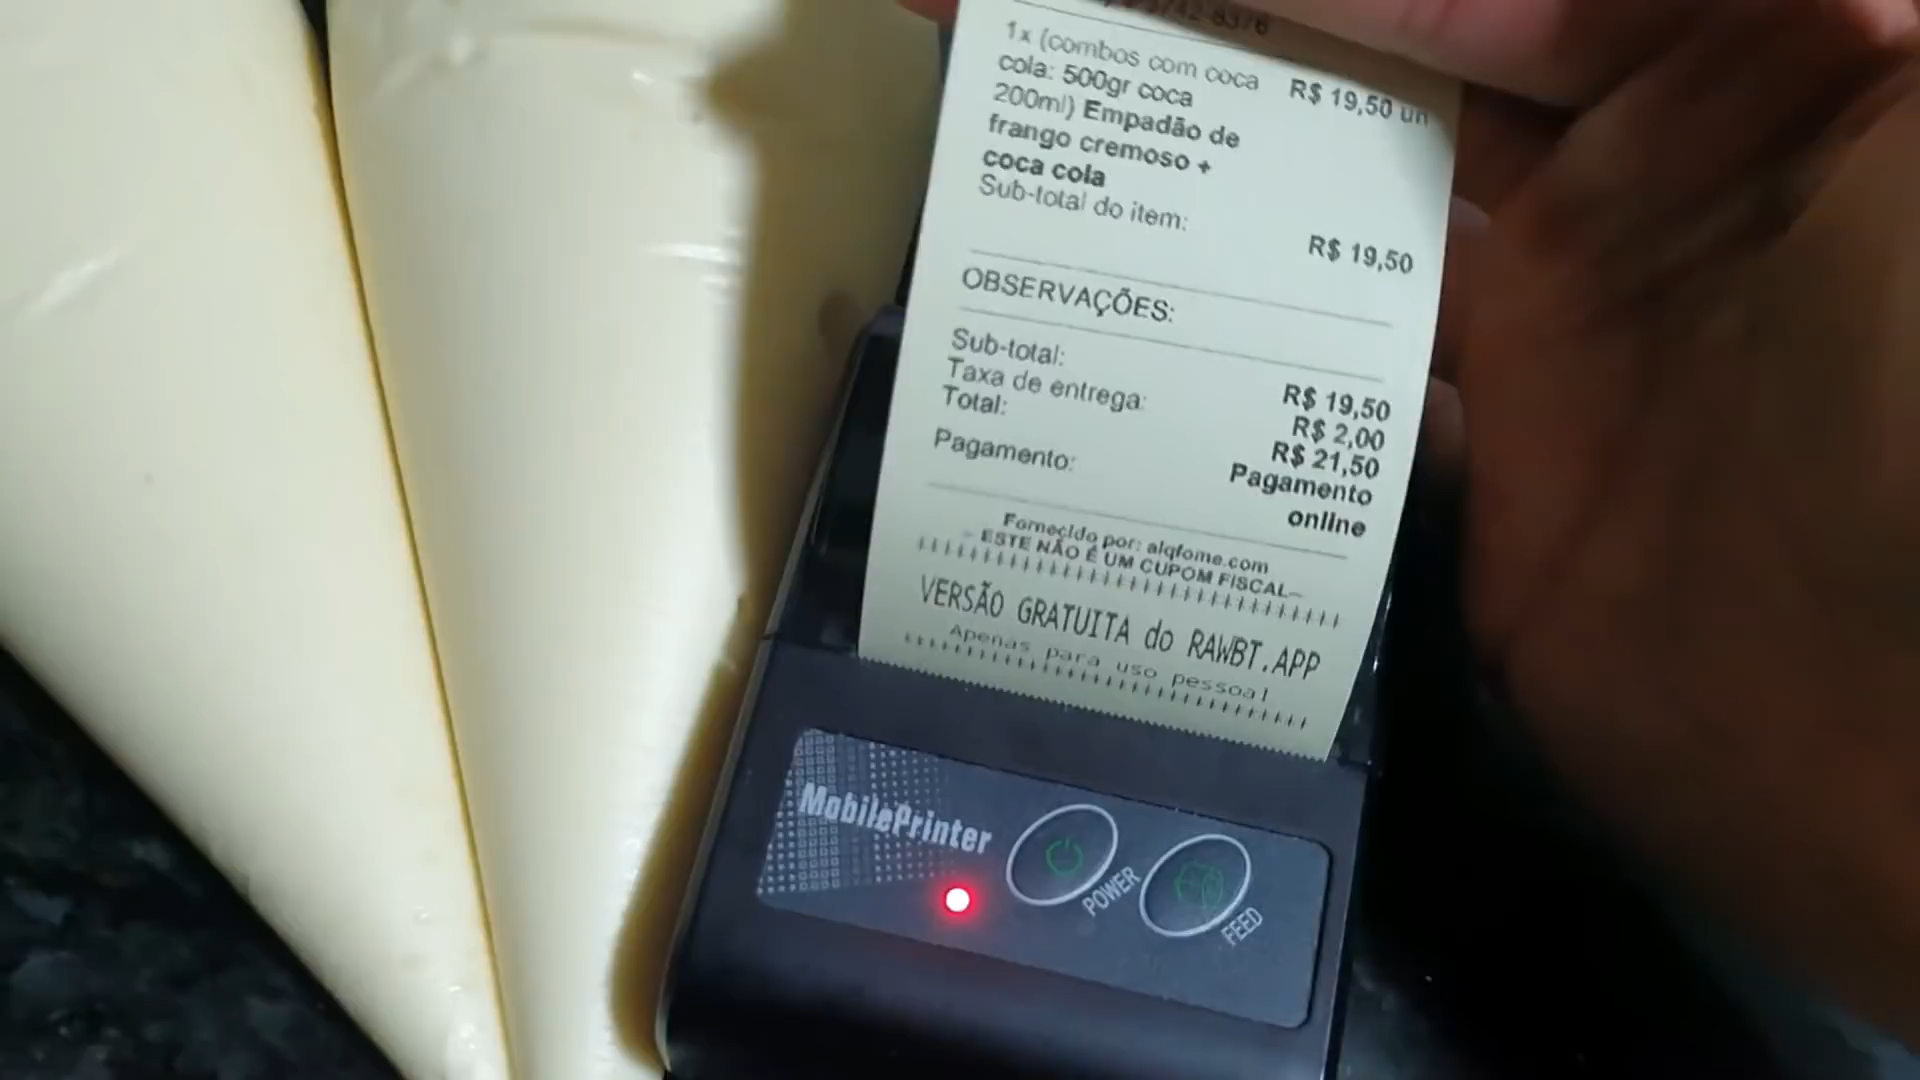 1x (combos com coca
cola: 500gr coca
200ml) Empadão de
frango cremoso +
coca cola
R$ 19,50 un
Sub-total do item:
R$ 19,50
OBSERVAÇÕES:
Sub-total:
R$ 19,50
Taxa de entrega:
R$ 2,00
Total:
R$ 21,50
Pagamento:
Pagamento
online
Fornecido por: aiqfome.com
- ESTE NÃO É UM CUPOM FISCAL-
VERSÃO GRATUITA do RAWBT.APP
Apenas para uso pessoal
MobilePrinter
POWER
FEED